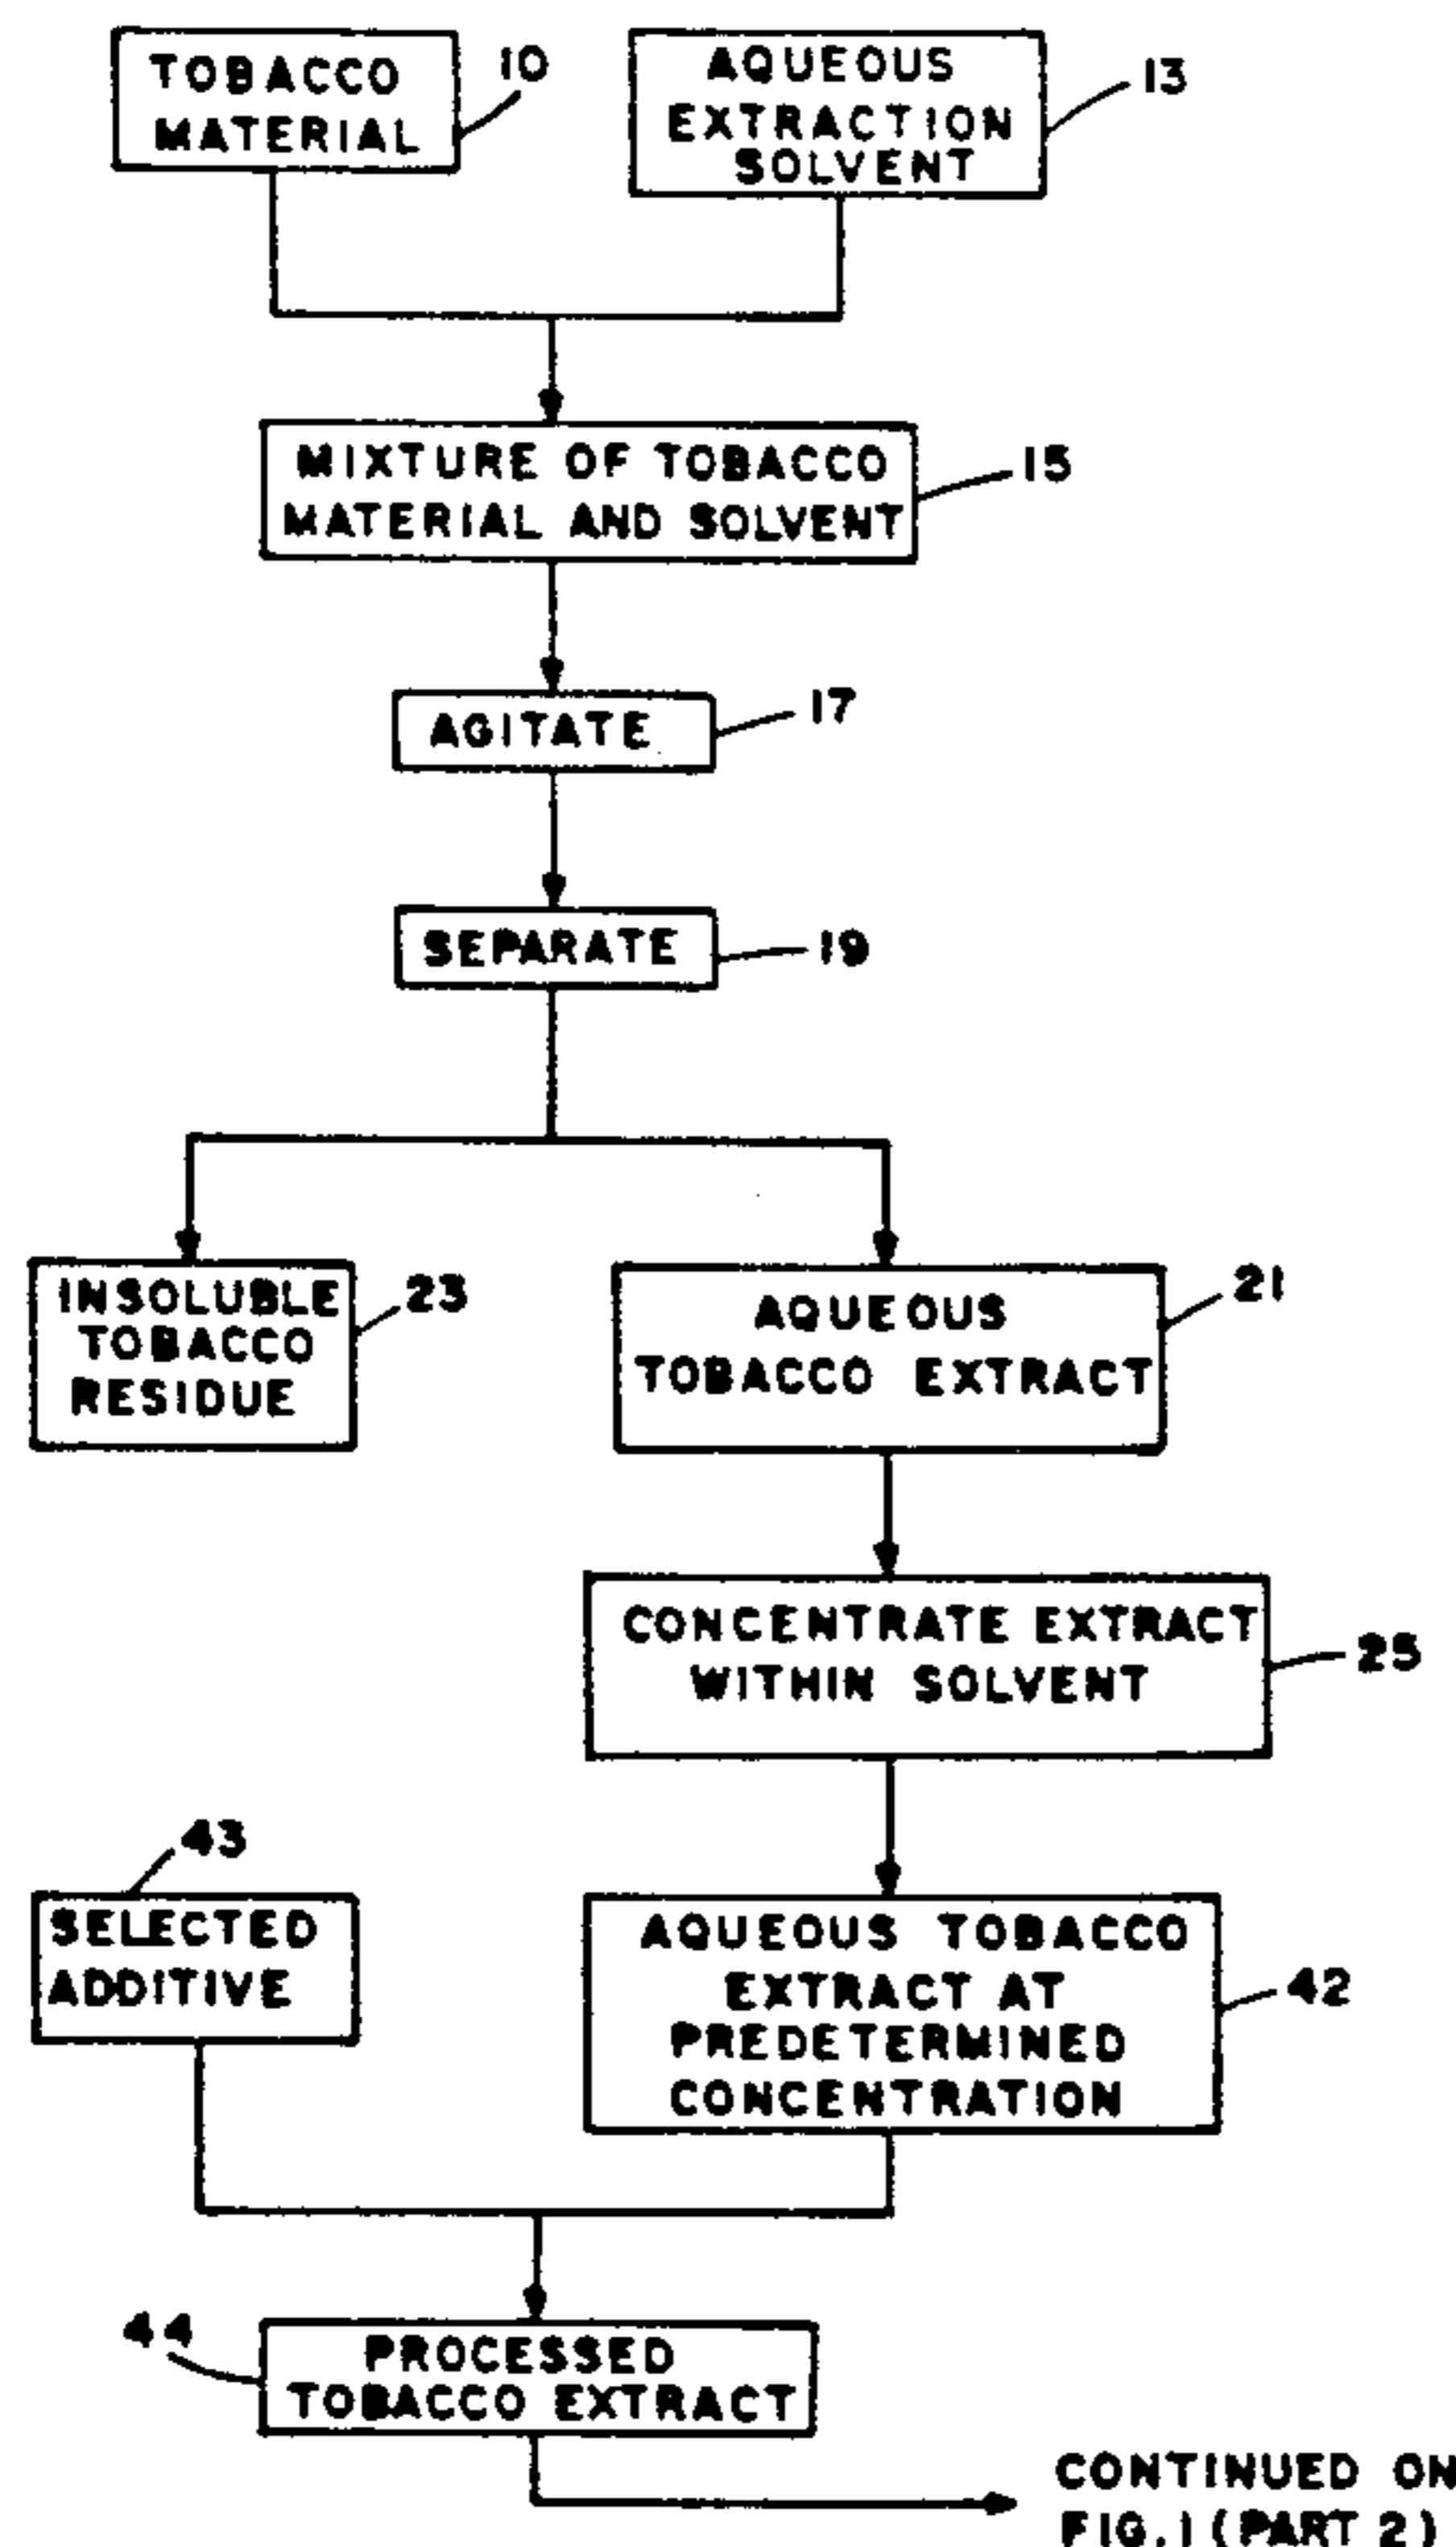 TOBACCO
MATERIAL
10
AQUEOUS
EXTRACTION
SOLVENT
13
MIXTURE OF TOBACCO
MATERIAL AND SOLVENT
15
AGITATE
17
SEPARATE
19
INSOLUBLE
TOBACCO
RESIDUE
23
AQUEOUS
TOBACCO EXTRACT
21
CONCENTRATE EXTRACT
WITHIN SOLVENT
25
43
SELECTED
ADDITIVE
AQUEOUS TOBACCO
EXTRACT AT
PREDETERMINED
CONCENTRATION
42
44
PROCESSED
TOBACCO EXTRACT
CONTINUED ON
FIG.1 (PART 2)